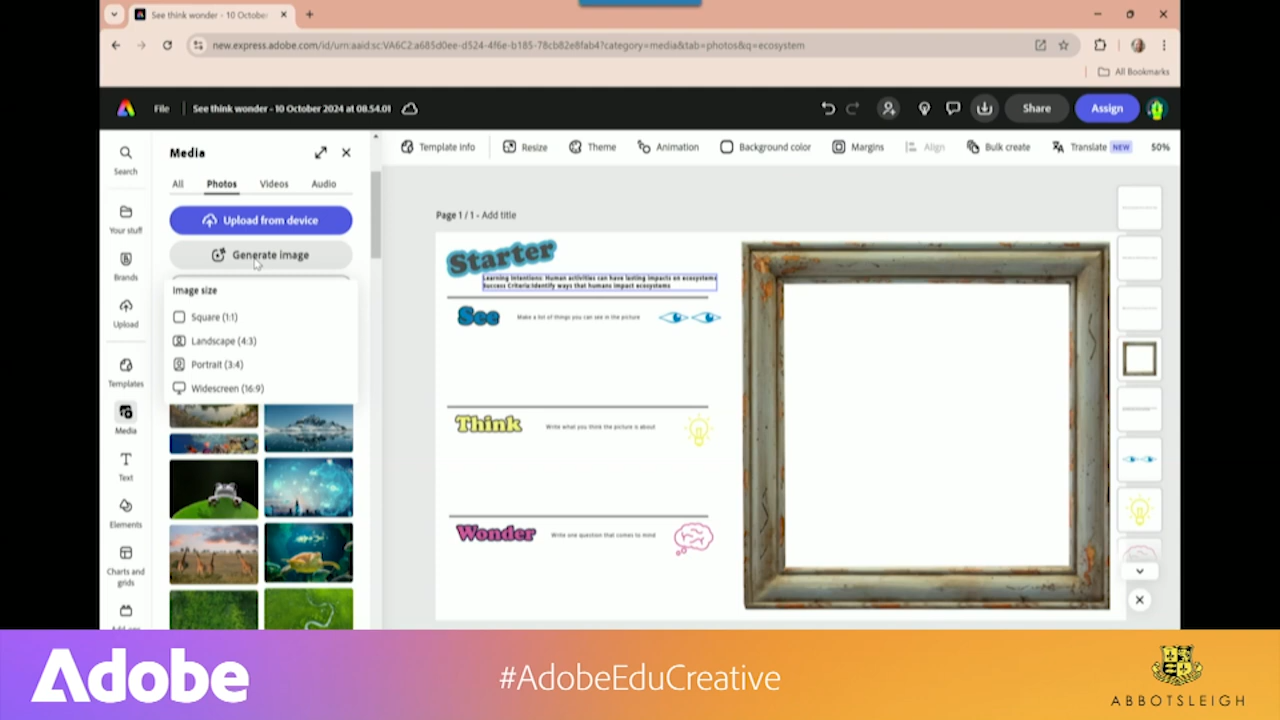 See think wonder - 10 Octobe
new.express.adobe.com/id/urn:aaid:sc:VA6C2:a685d0ee-d524-4f6e-b185-78cb82e8fab4?category=media&tab=photos&q=ecosystem
All Bookmarks
File
See think wonder - 10 October 2024 at 08.54.01
Share
Assign
Search
Your stuff
Brands
Upload
Templates
Media
Text
Elements
Charts and grids
Media
All
Photos
Videos
Audio
Upload from device
Generate image
Image size
Square (1:1)
Landscape (4:3)
Portrait (3:4)
Widescreen (16:9)
Template info
Resize
Theme
Animation
Background color
Margins
Align
Bulk create
Translate NEW
50%
Page 1 / 1 - Add title
Starter
Learning Intentions: Human activities can have lasting impacts on ecosystems
Success Criteria:Identify ways that humans impact ecosystems
See
Make a list of things you can see in the picture
Think
Write what you think the picture is about
Wonder
Write one question that comes to mind
Adobe
#AdobeEduCreative
ABBOTSLEIGH